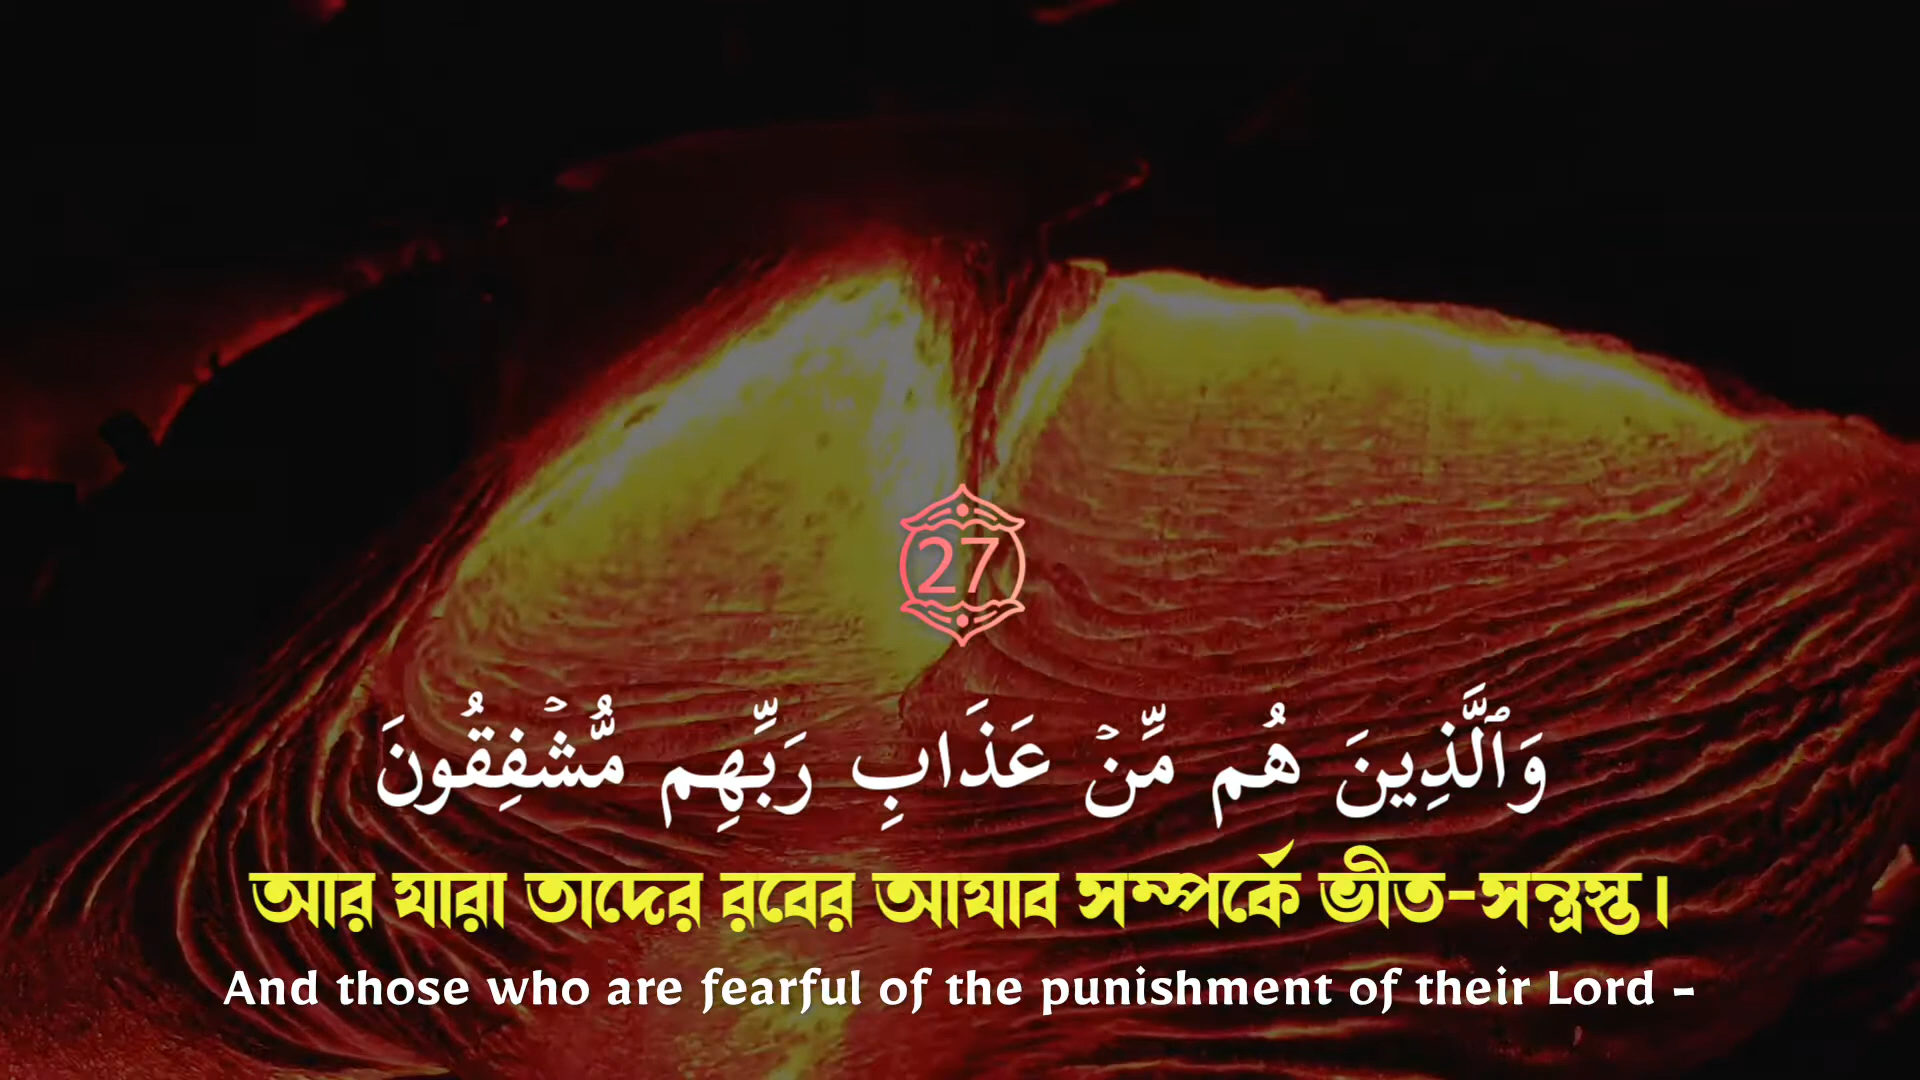 27
وَٱلَّذِينَ هُم مِّنۡ عَذَابِ رَبِّهِم مُّشۡفِقُونَ
আর যারা তাদের রবের আযাব সম্পর্কে ভীত-সন্ত্রস্ত।
And those who are fearful of the punishment of their Lord -